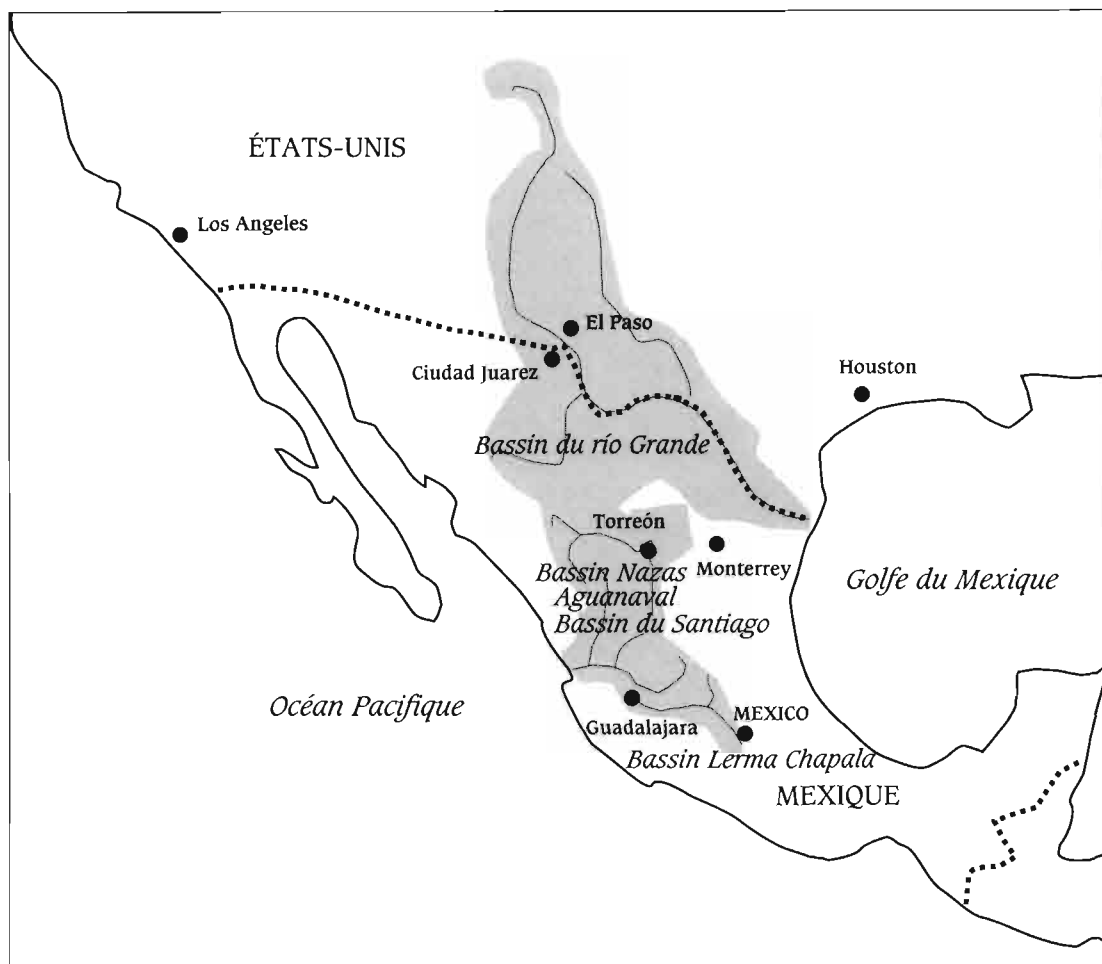 ÉTATS-UNIS
Los Angeles
El Paso
Ciudad Juarez
Houston
Bassin du río Grande
Torreón
Monterrey
Bassin Nazas
Aguanaval
Golfe du Mexique
Bassin du Santiago
Océan Pacifique
Guadalajara
MEXICO
Bassin Lerma Chapala
MEXIQUE